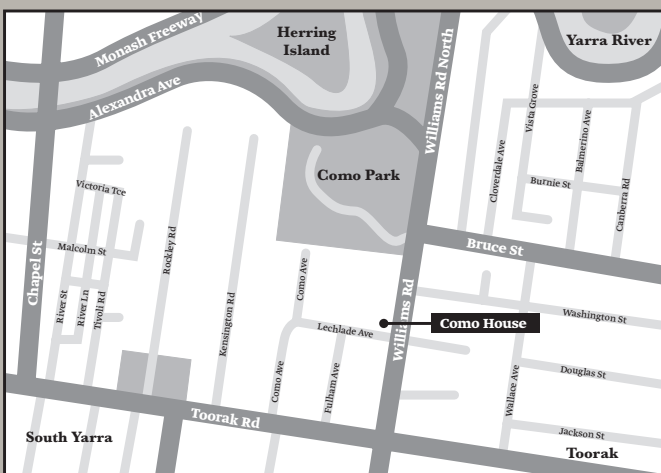 Monash Freeway
Herring
Island
Yarra River
Alexandra Ave
Williams Rd North
Vista Grove
Balmerino Ave
Cloverdale Ave
Como Park
Victoria Tce
Burnie St
Canberra Rd
Malcolm St
Rockley Rd
Bruce St
Chapel St
River St
River Ln
Tivoli Rd
Kensington Rd
Como Ave
Lechlade Ave
Williams Rd
Como House
Washington St
Como Ave
Fulham Ave
Wallace Ave
Douglas St
Toorak Rd
South Yarra
Jackson St
Toorak